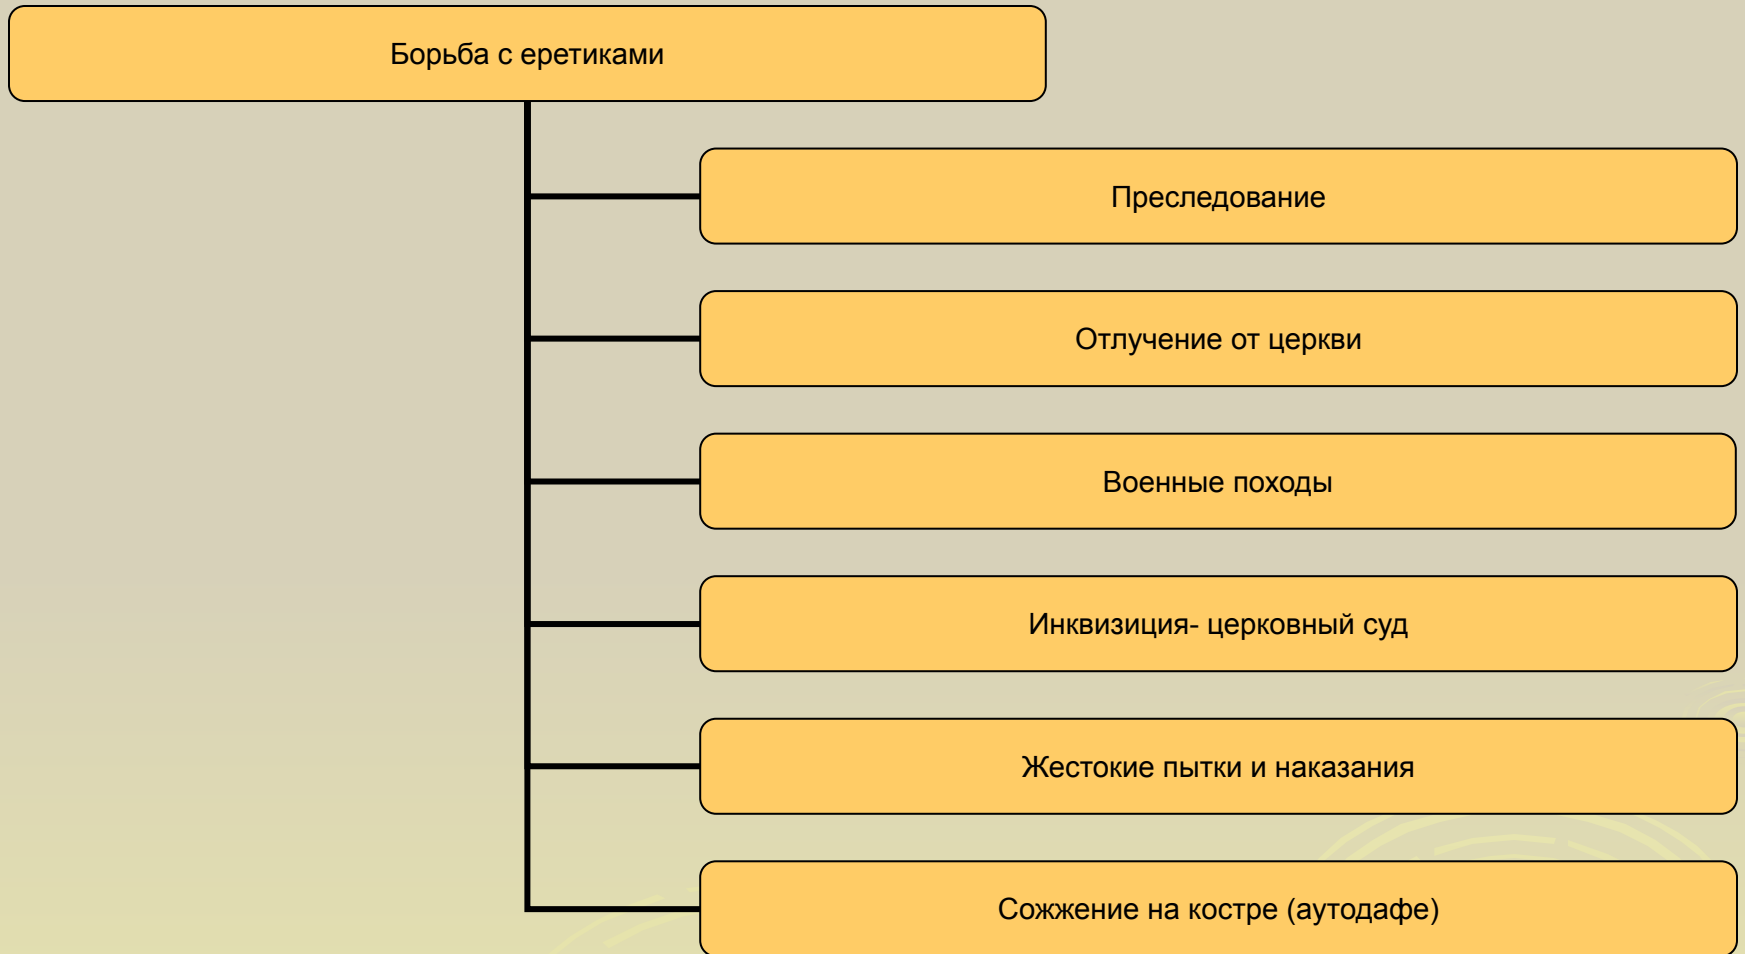 Борьба с еретиками
Преследование
Отлучение от церкви
Военные походы
Инквизиция- церковный суд
Жестокие пытки и наказания
Сожжение на костре (аутодафе)